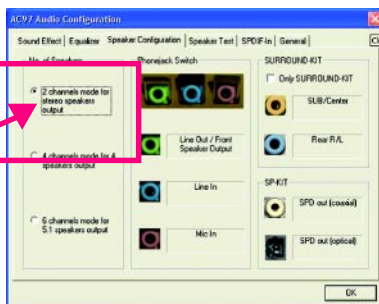 AC97 Audio Configuration
Sound Effect
Equalizer
Speaker Configuration
Speaker Test
SPDIF-In
General
No. of Speakers
2 channels mode for
stereo speakers
output
4 channels mode for 4
speakers output
6 channels mode for
5.1 speakers output
Phonejack Switch
Line Out / Front
Speaker Output
Line In
Mic In
SURROUND-KIT
Only SURROUND-KIT
SUB/Center
Rear R/L
SP-KIT
SPD out (coaxial)
SPD out (optical)
OK